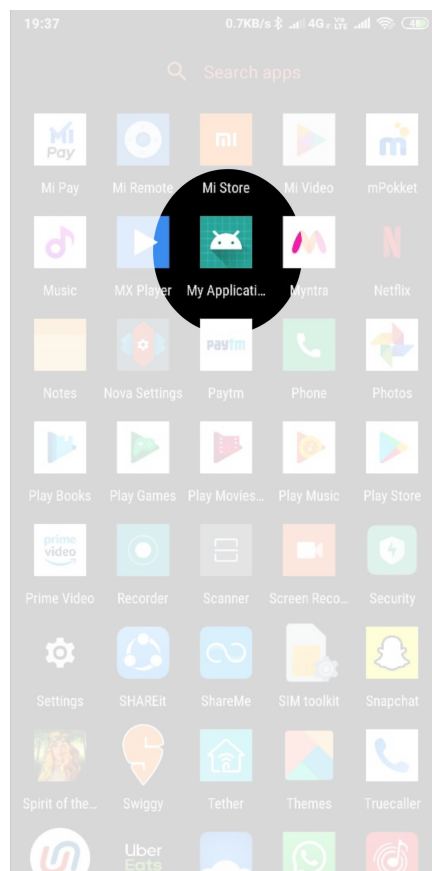 19:37
0.7KB/s 4G Vo LTE 48
Search apps
Mi Pay
mi
Mi Pay Mi Remote Mi Store Mi Video mPokket
m
Music MX Player My Applicati... Myntra Netflix
N
Paytm
Notes Nova Settings Paytm Phone Photos
Play Books Play Games Play Movies... Play Music Play Store
prime video
Prime Video Recorder Scanner Screen Reco... Security
Settings SHAREit ShareMe SIM toolkit Snapchat
Spirit of the... Swiggy Tether Themes Truecaller
Uber Eats